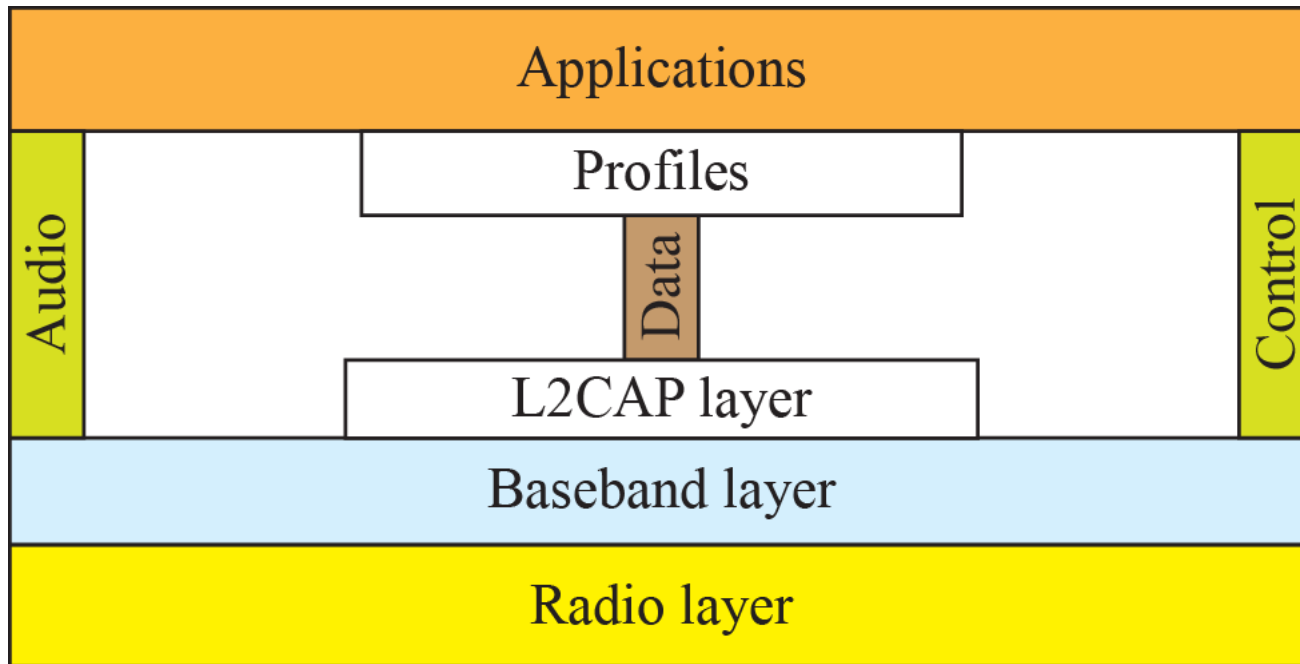 Applications
Profiles
Audio
Data
Control
L2CAP layer
Baseband layer
Radio layer